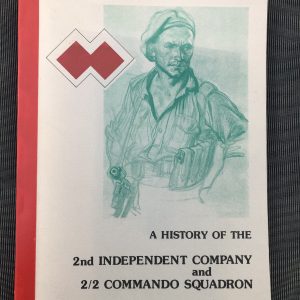 A HISTORY OF THE
2nd INDEPENDENT COMPANY
and
2/2 COMMANDO SQUADRON